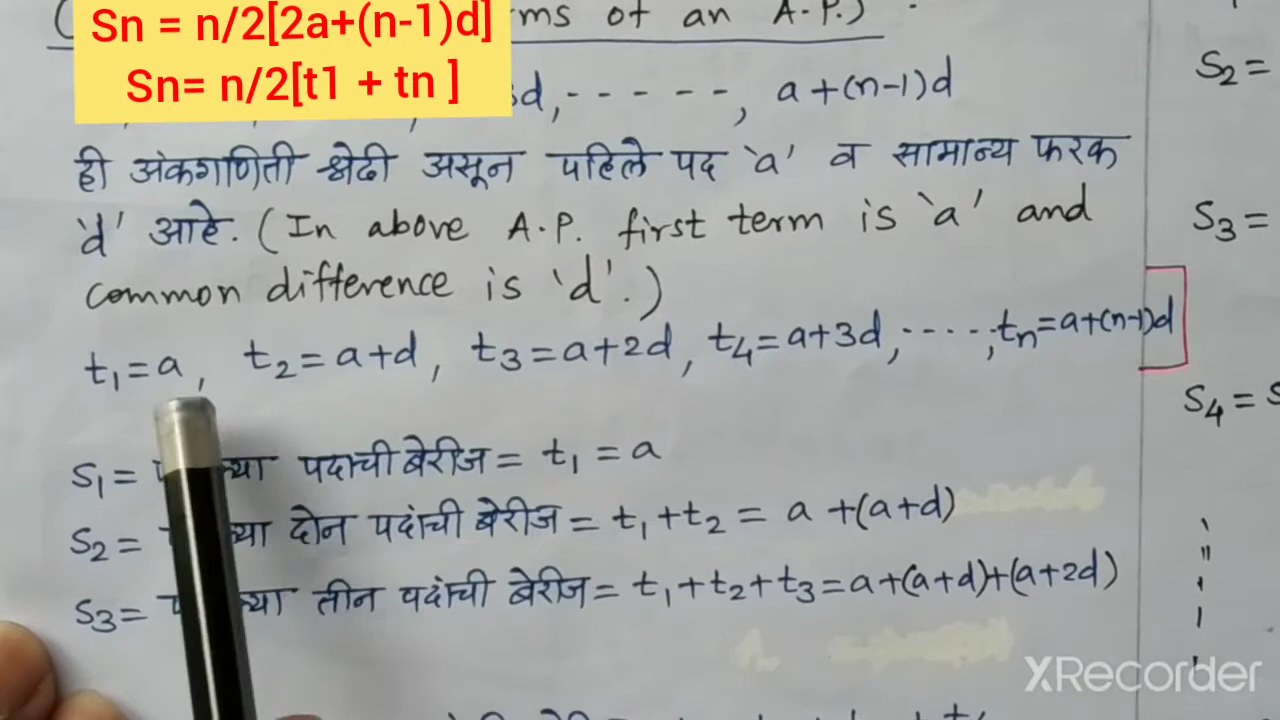 Sn = n/2[2a+(n-1)d]
Sn= n/2[t1 + tn ]
of an A.P.)
a+(n-1)d
ही अंकगणिती श्रेढी असून पहिले पद 'a' व सामान्य फरक
'd' आहे. (In above A.P. first term is 'a' and
common difference is 'd'.)
t₁=a, t₂=a+d, t₃=a+2d, t₄=a+3d,.....,tn=a+(n-1)d
S₁= पदाची बेरीज= t₁ =a
S₂= दोन पदांची बेरीज= t₁+t₂= a +(a+d)
S₃= तीन पदांची बेरीज= t₁+t₂+t₃=a+(a+d)+(a+2d)
S₂=
S₃=
S₄=
XRecorder